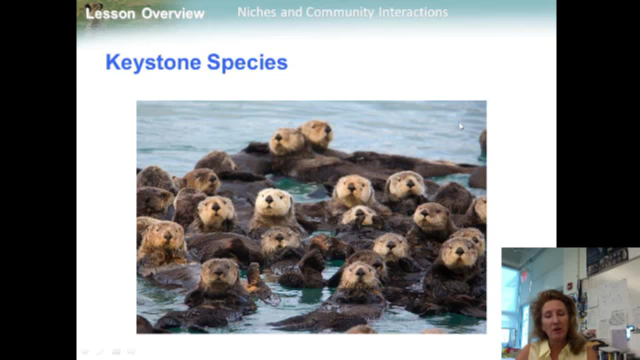 Lesson Overview
Niches and Community Interactions
Keystone Species